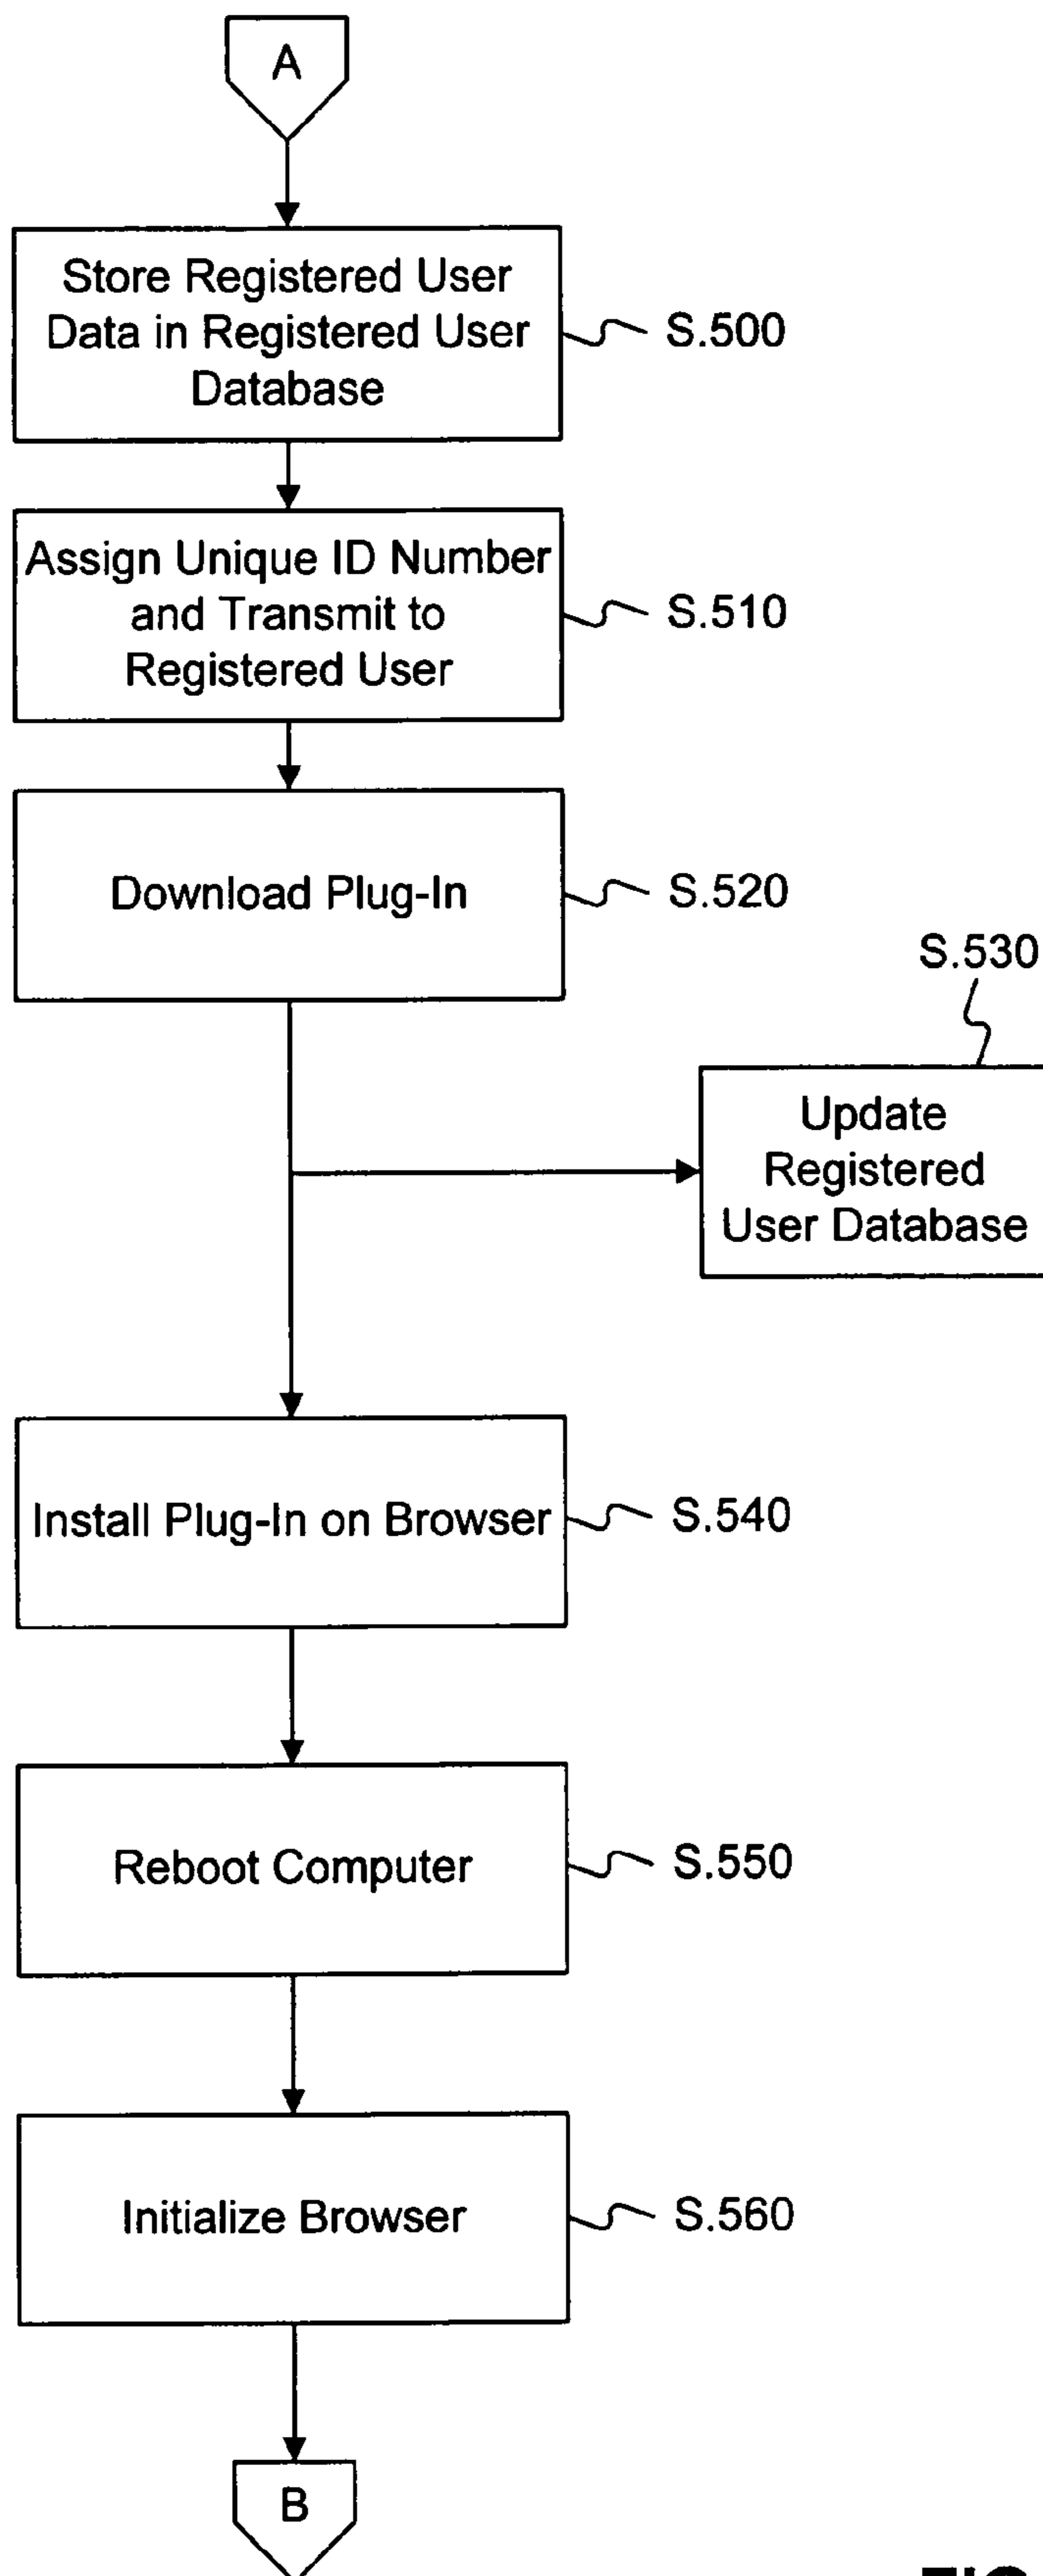 A
Store Registered User
Data in Registered User
Database
S.500
Assign Unique ID Number
and Transmit to
Registered User
S.510
Download Plug-In
S.520
S.530
Update
Registered
User Database
Install Plug-In on Browser
S.540
Reboot Computer
S.550
Initialize Browser
S.560
B